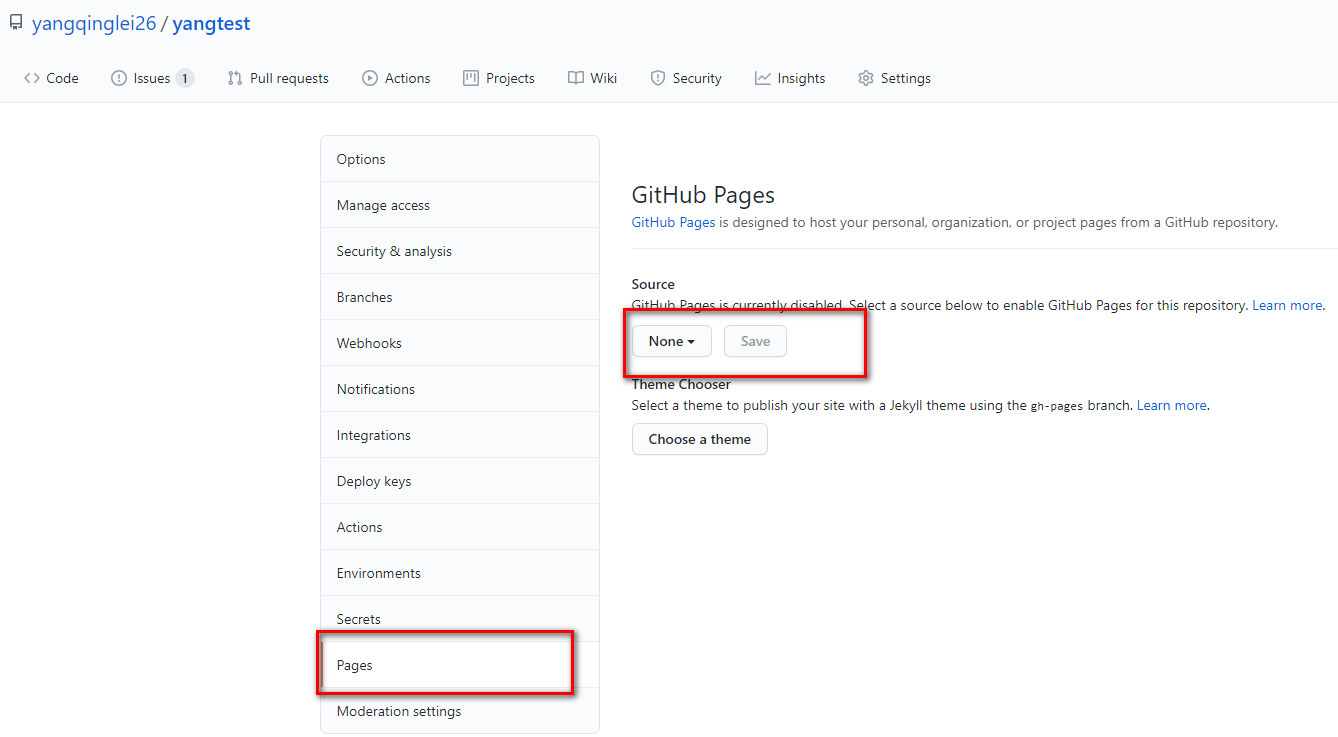 yangqinglei26 / yangtest
Code Issues 1 Pull requests Actions Projects Wiki Security Insights Settings
Options
Manage access
Security & analysis
Branches
Webhooks
Notifications
Integrations
Deploy keys
Actions
Environments
Secrets
Pages
Moderation settings
GitHub Pages
GitHub Pages is designed to host your personal, organization, or project pages from a GitHub repository.
Source
GitHub Pages is currently disabled. Select a source below to enable GitHub Pages for this repository. Learn more.
None Save
Theme Chooser
Select a theme to publish your site with a Jekyll theme using the gh-pages branch. Learn more.
Choose a theme